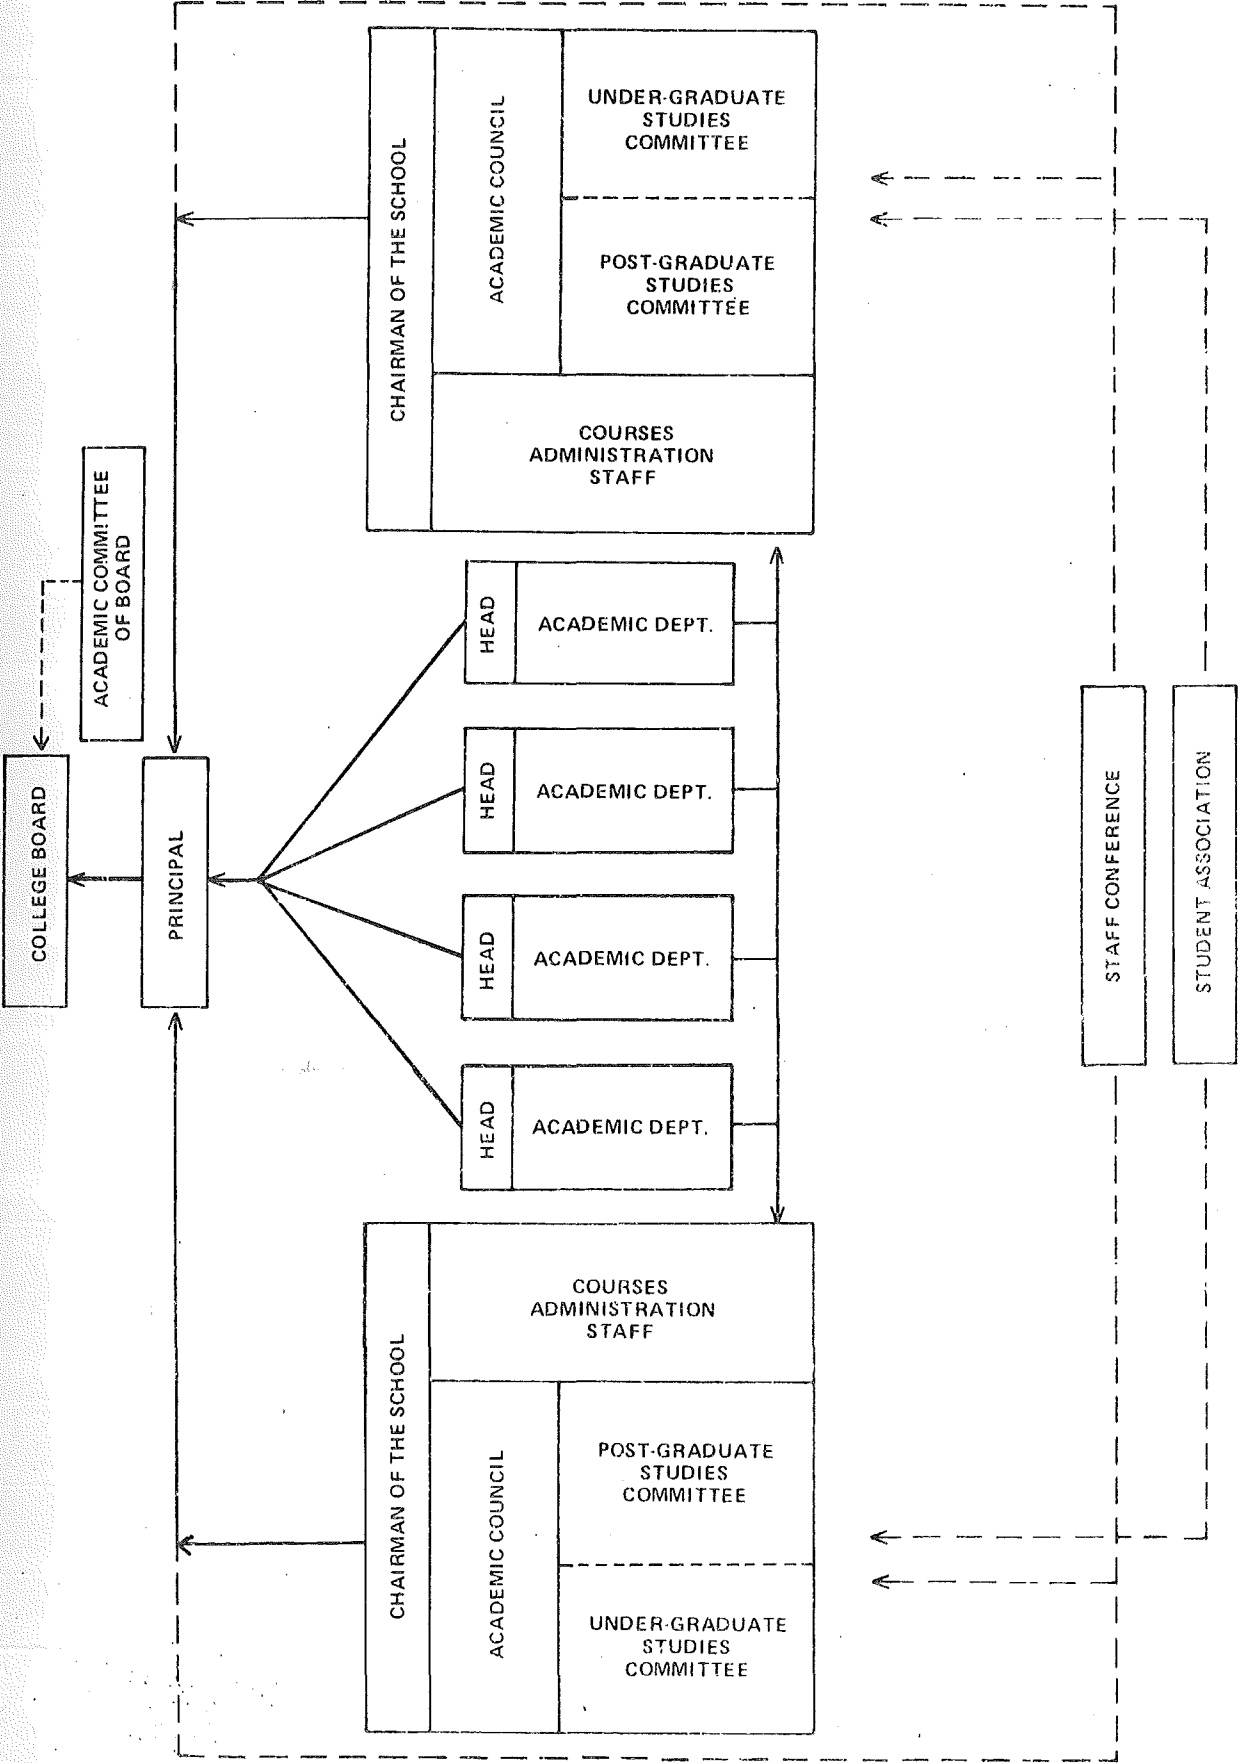 COLLEGE BOARD
ACADEMIC COMMITTEE
OF BOARD
PRINCIPAL
CHAIRMAN OF THE SCHOOL
ACADEMIC COUNCIL
UNDER-GRADUATE
STUDIES
COMMITTEE
POST-GRADUATE
STUDIES
COMMITTEE
COURSES
ADMINISTRATION
STAFF
HEAD
ACADEMIC DEPT.
HEAD
ACADEMIC DEPT.
HEAD
ACADEMIC DEPT.
HEAD
ACADEMIC DEPT.
CHAIRMAN OF THE SCHOOL
COURSES
ADMINISTRATION
STAFF
ACADEMIC COUNCIL
POST-GRADUATE
STUDIES
COMMITTEE
UNDER-GRADUATE
STUDIES
COMMITTEE
STAFF CONFERENCE
STUDENT ASSOCIATION